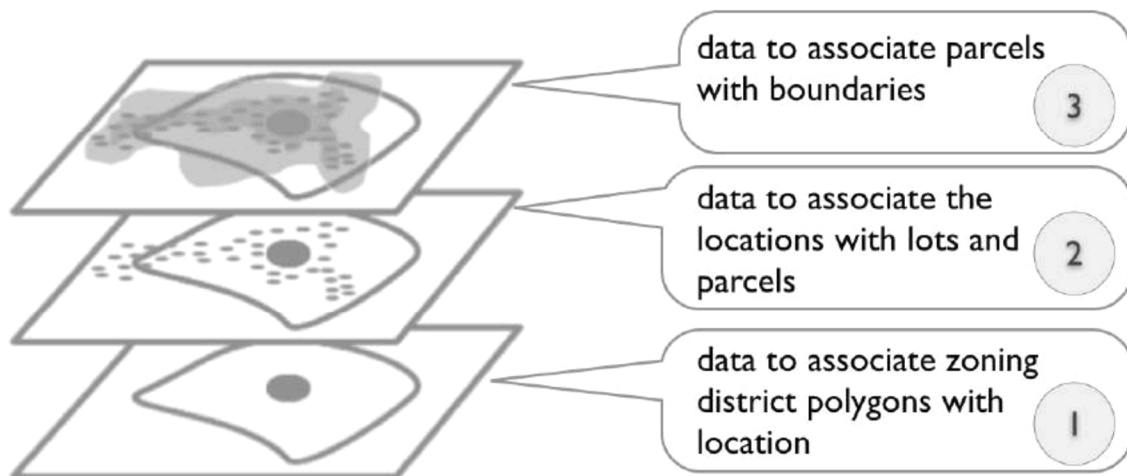 data to associate parcels
with boundaries
3
data to associate the
locations with lots and
parcels
2
data to associate zoning
district polygons with
location
1